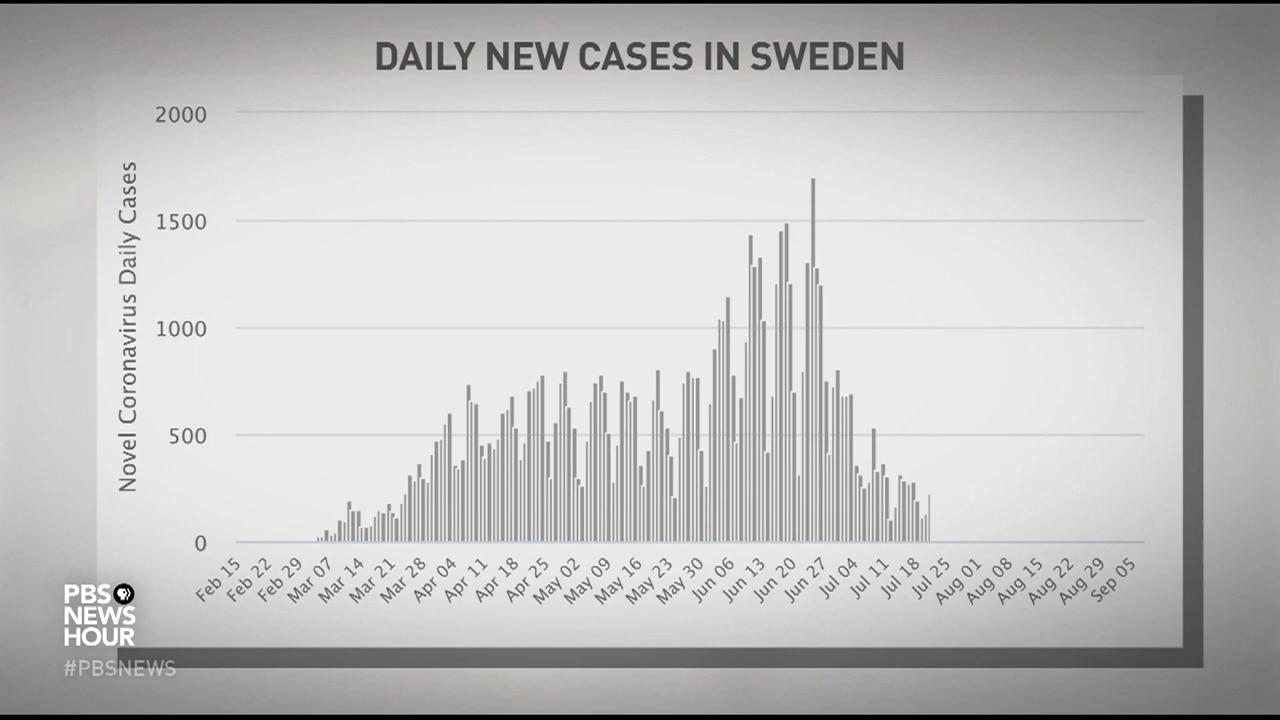 DAILY NEW CASES IN SWEDEN
Novel Coronavirus Daily Cases
2000
1500
1000
500
0
Feb 15
Feb 22
Feb 29
Mar 07
Mar 14
Mar 21
Mar 28
Apr 04
Apr 11
Apr 18
Apr 25
May 02
May 09
May 16
May 23
May 30
Jun 06
Jun 13
Jun 20
Jun 27
Jul 04
Jul 11
Jul 18
Jul 25
Aug 01
Aug 08
Aug 15
Aug 22
Aug 29
Sep 05
PBS
NEWS
HOUR
#PBSNEWS